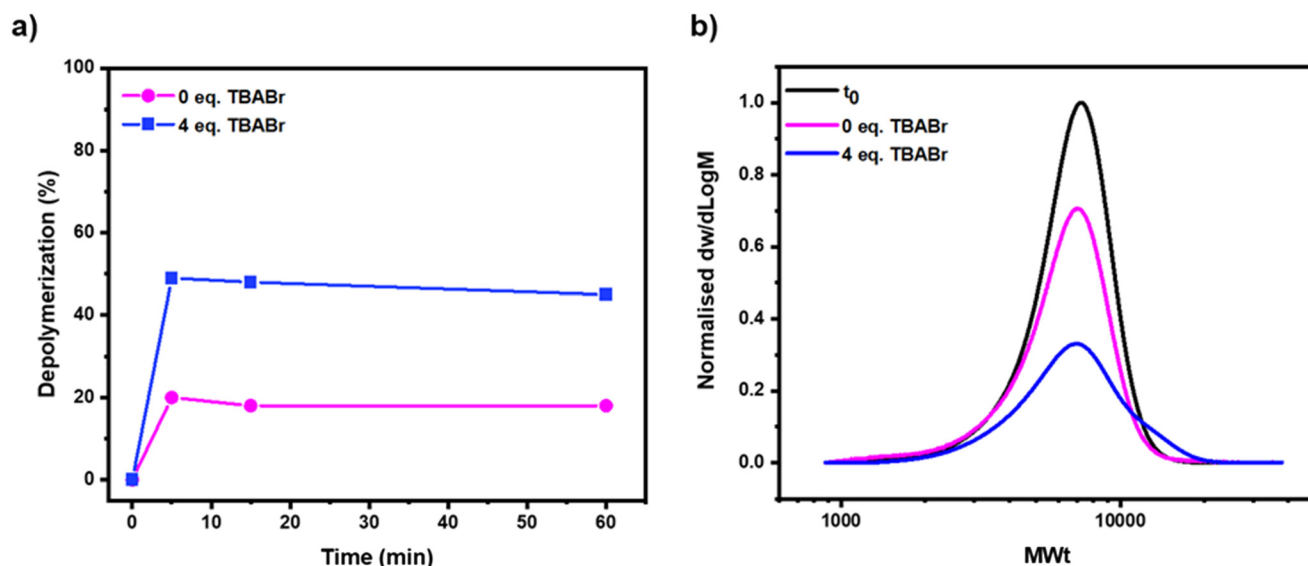 a)
100
80
60
40
20
0
Depolymerization (%)
0 eq. TBABr
4 eq. TBABr
0 10 20 30 40 50 60
Time (min)
b)
1.0
0.8
0.6
0.4
0.2
0.0
Normalised dw/dLogM
t0
0 eq. TBABr
4 eq. TBABr
1000 10000
MWt